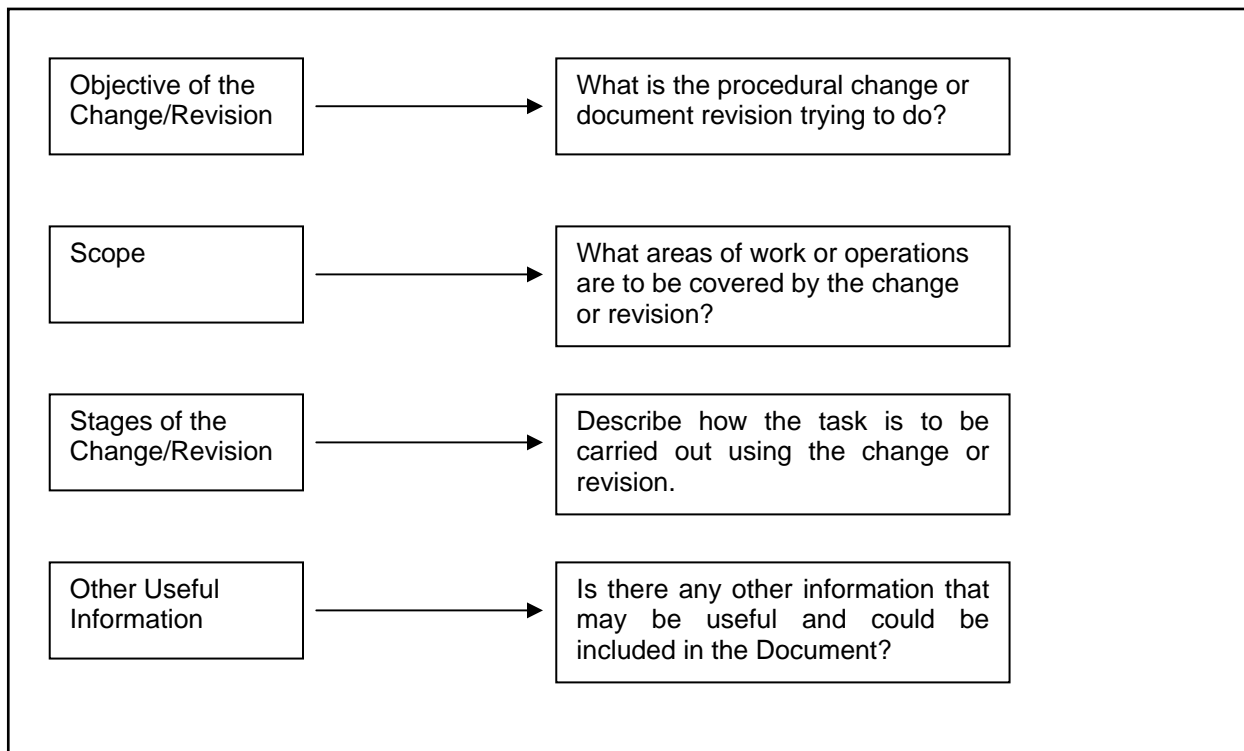 Objective of the
Change/Revision
What is the procedural change or
document revision trying to do?
Scope
What areas of work or operations
are to be covered by the change
or revision?
Stages of the
Change/Revision
Describe how the task is to be
carried out using the change or
revision.
Other Useful
Information
Is there any other information that
may be useful and could be
included in the Document?